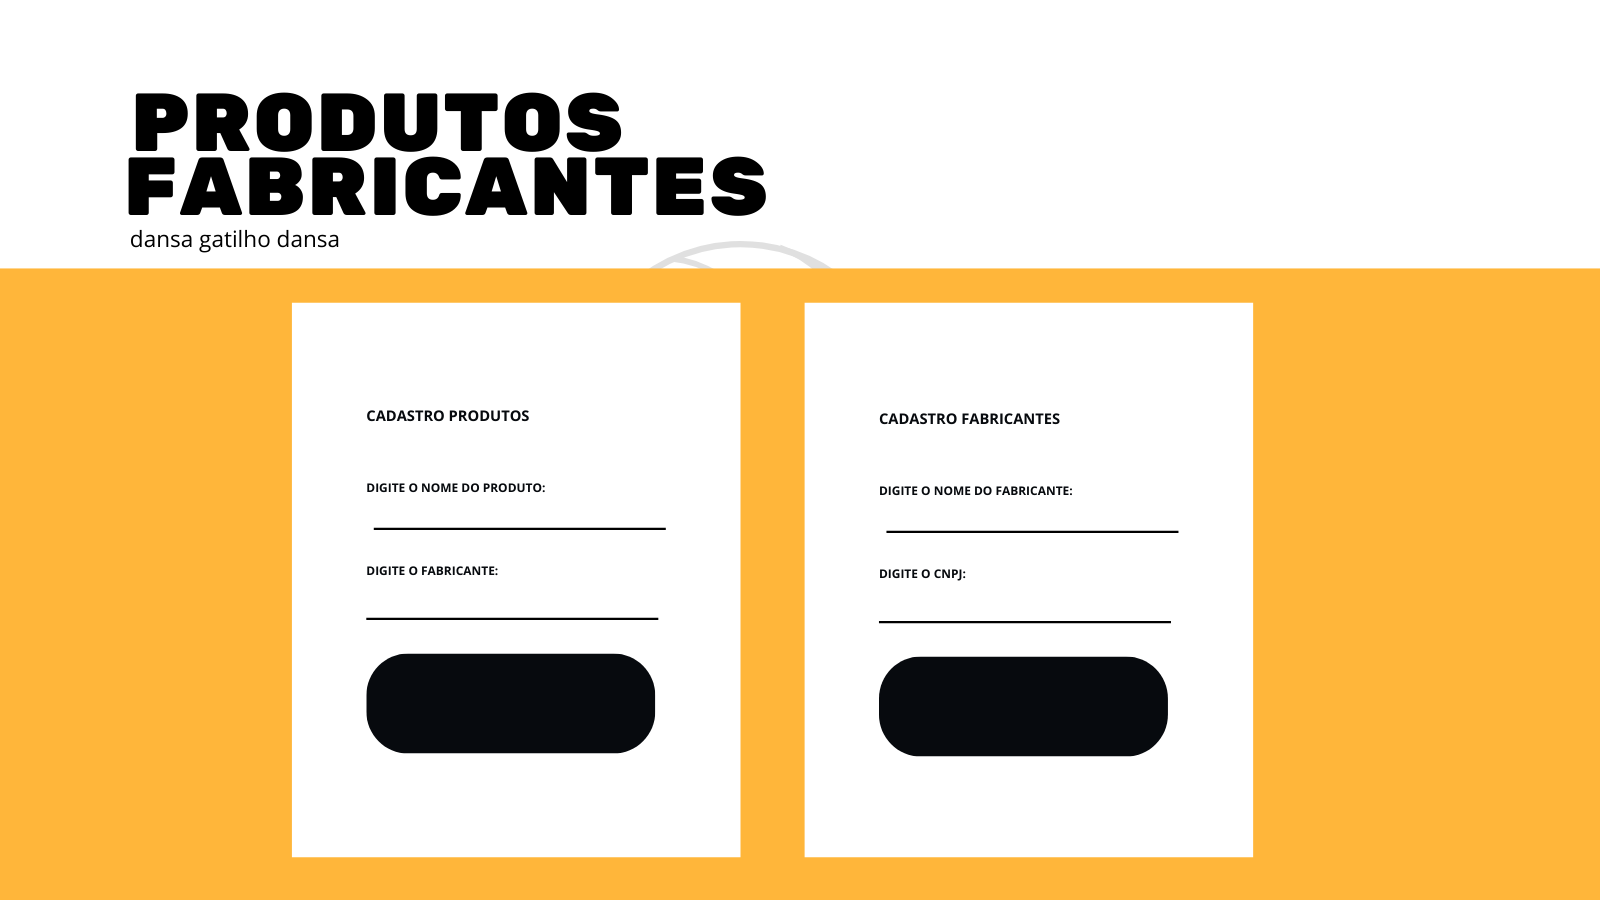 PRODUTOS
FABRICANTES
dansa gatilho dansa
CADASTRO PRODUTOS
DIGITE O NOME DO PRODUTO:
DIGITE O FABRICANTE:
CADASTRO FABRICANTES
DIGITE O NOME DO FABRICANTE:
DIGITE O CNPJ: